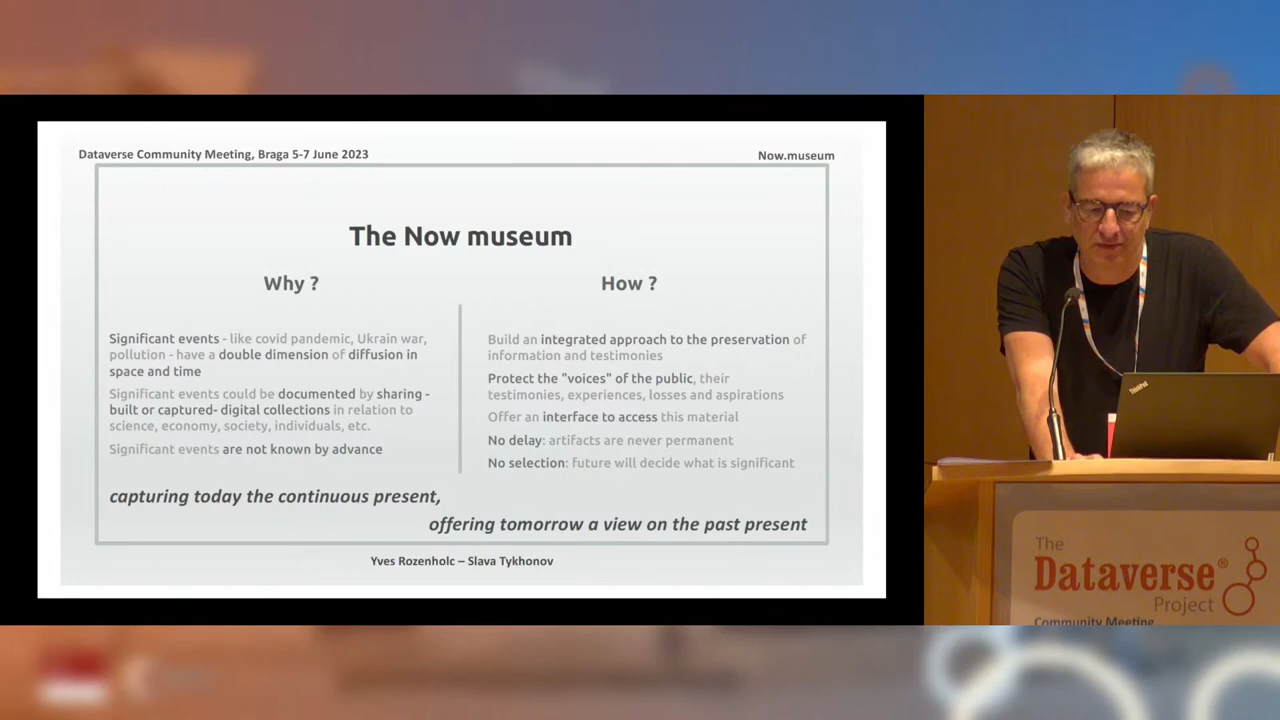 Dataverse Community Meeting, Braga 5-7 June 2023
Now.museum
The Now museum
Why ?
Significant events - like covid pandemic, Ukrain war,
pollution - have a double dimension of diffusion in
space and time
Significant events could be documented by sharing -
built or captured- digital collections in relation to
science, economy, society, individuals, etc.
Significant events are not known by advance
How ?
Build an integrated approach to the preservation of
information and testimonies
Protect the "voices" of the public, their
testimonies, experiences, losses and aspirations
Offer an interface to access this material
No delay: artifacts are never permanent
No selection: future will decide what is significant
capturing today the continuous present,
offering tomorrow a view on the past present
Yves Rozenholc – Slava Tykhonov
ThinkPad
The
Dataverse®
Project
Community Meeting